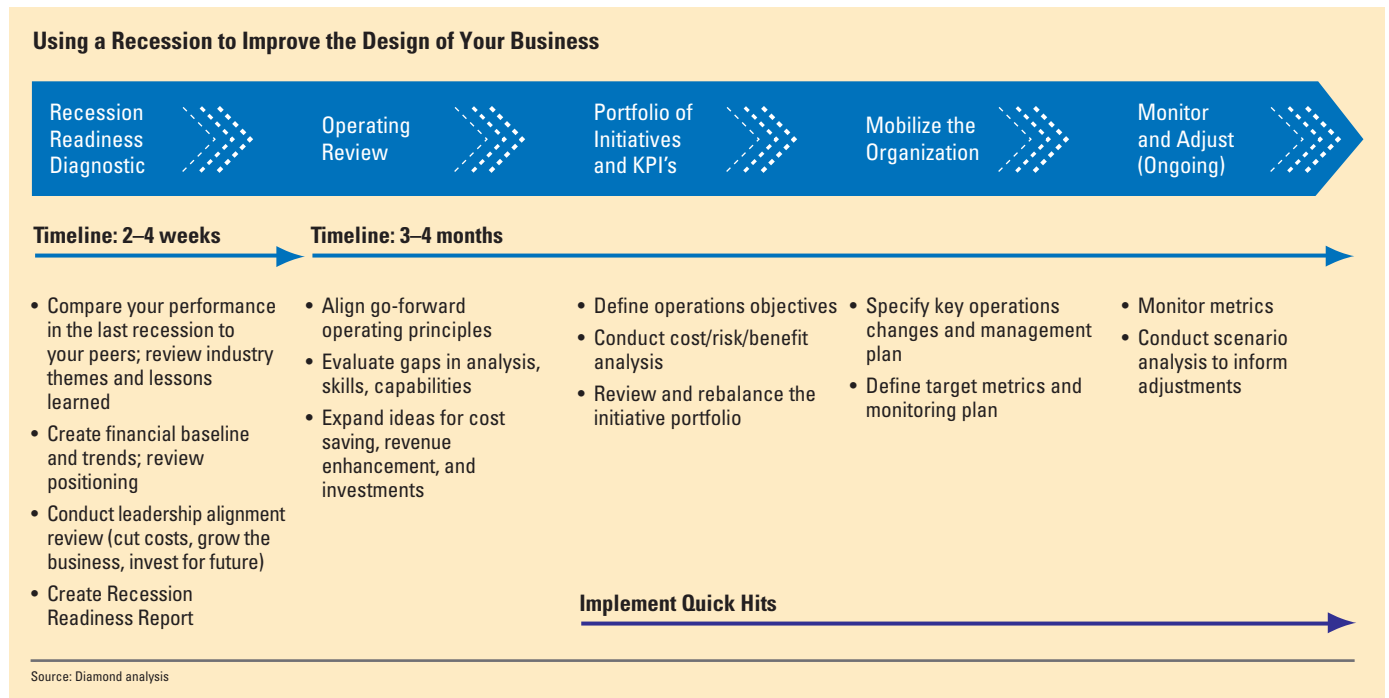 Using a Recession to Improve the Design of Your Business
Recession
Readiness
Diagnostic
Operating
Review
Portfolio of
Initiatives
and KPI's
Mobilize the
Organization
Monitor
and Adjust
(Ongoing)
Timeline: 2–4 weeks
Timeline: 3–4 months
• Compare your performance
in the last recession to
your peers; review industry
themes and lessons
learned
• Create financial baseline
and trends; review
positioning
• Conduct leadership alignment
review (cut costs, grow the
business, invest for future)
• Create Recession
Readiness Report
• Align go-forward
operating principles
• Evaluate gaps in analysis,
skills, capabilities
• Expand ideas for cost
saving, revenue
enhancement, and
investments
• Define operations objectives
• Conduct cost/risk/benefit
analysis
• Review and rebalance the
initiative portfolio
• Specify key operations
changes and management
plan
• Define target metrics and
monitoring plan
• Monitor metrics
• Conduct scenario
analysis to inform
adjustments
Implement Quick Hits
Source: Diamond analysis